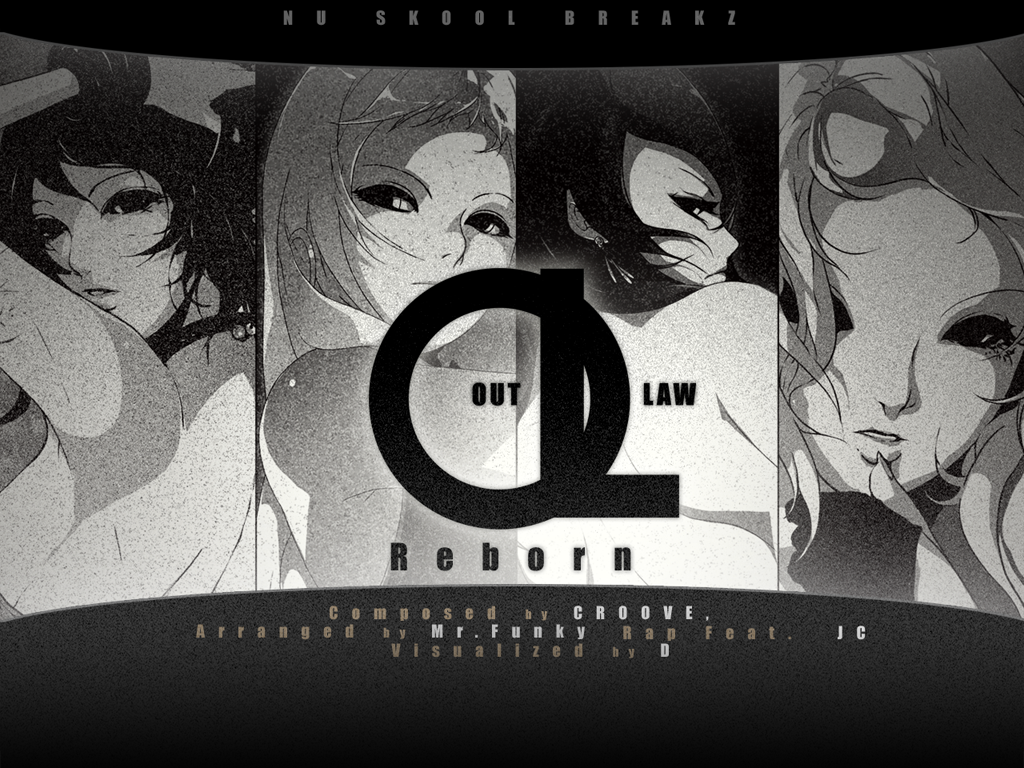 NU SKOOL BREAKZ
OUT LAW
Reborn
Composed by CROOVE,
Arranged by Mr.Funky Rap Feat. JC
Visualized by D